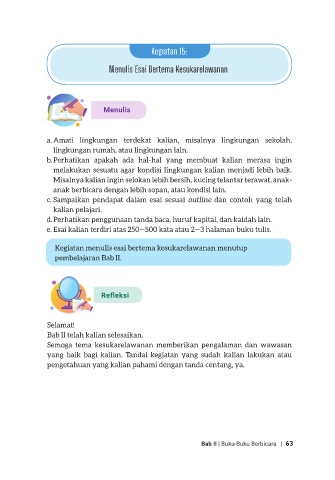 Kegiatan 15:
Menulis Esai Bertema Kesukarelawanan
Menulis
a. Amati lingkungan terdekat kalian, misalnya lingkungan sekolah,
lingkungan rumah, atau lingkungan lain.
b. Perhatikan apakah ada hal-hal yang membuat kalian merasa ingin
melakukan sesuatu agar kondisi lingkungan kalian menjadi lebih baik.
Misalnya kalian ingin selokan lebih bersih, kucing telantar terawat, anak-
anak berbicara dengan lebih sopan, atau kondisi lain.
c. Sampaikan pendapat dalam esai sesuai outline dan contoh yang telah
kalian pelajari.
d. Perhatikan penggunaan tanda baca, huruf kapital, dan kaidah lain.
e. Esai kalian terdiri atas 250—500 kata atau 2—3 halaman buku tulis.
Kegiatan menulis esai bertema kesukarelawanan menutup
pembelajaran Bab II.
Refleksi
Selamat!
Bab II telah kalian selesaikan.
Semoga tema kesukarelawanan memberikan pengalaman dan wawasan
yang baik bagi kalian. Tandai kegiatan yang sudah kalian lakukan atau
pengetahuan yang kalian pahami dengan tanda centang, ya.
Bab II | Buku-Buku Berbicara | 63